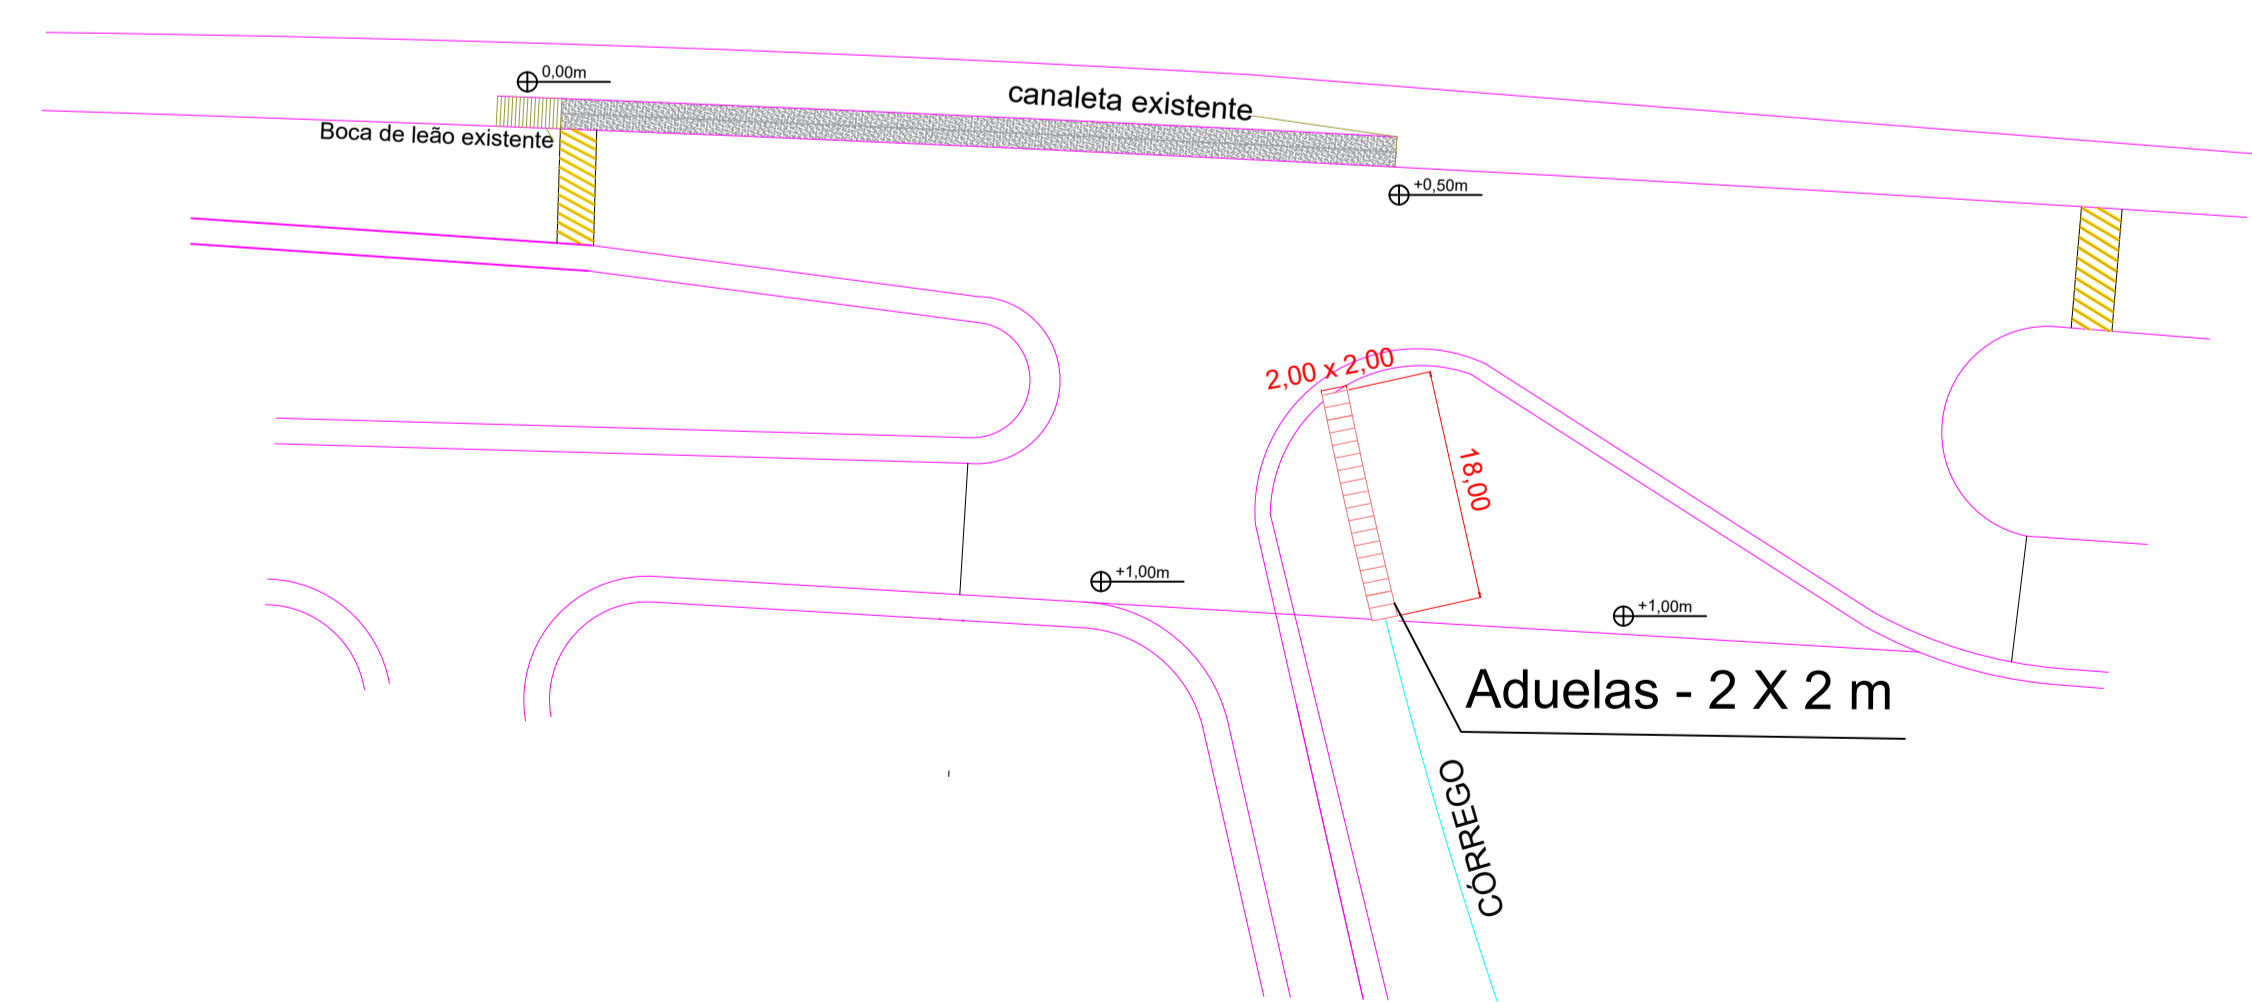 0,00m
canaleta existente
Boca de leão existente
+0,50m
2,00 x 2,00
18,00
+1,00m
+1,00m
Aduelas - 2 X 2 m
CÓRREGO